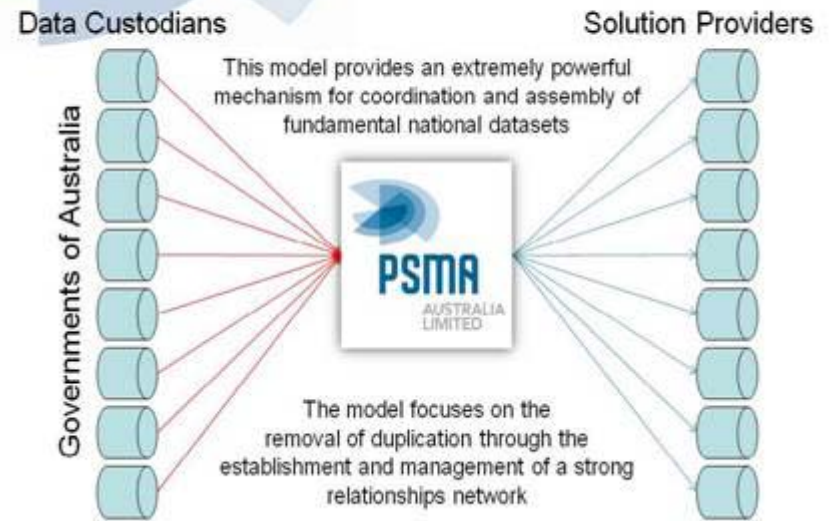 Data Custodians
Solution Providers
This model provides an extremely powerful
mechanism for coordination and assembly of
fundamental national datasets
Governments of Australia
PSMA
AUSTRALIA
LIMITED
The model focuses on the
removal of duplication through the
establishment and management of a strong
relationships network